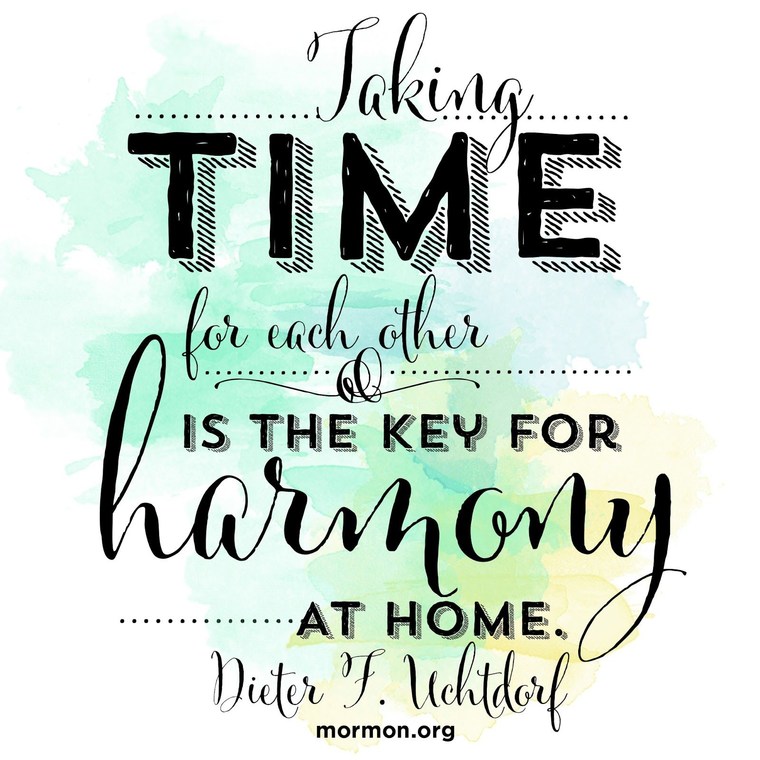 Taking
TIME
for each other
IS THE KEY FOR
harmony
AT HOME.
Dieter F. Uchtdorf
mormon.org